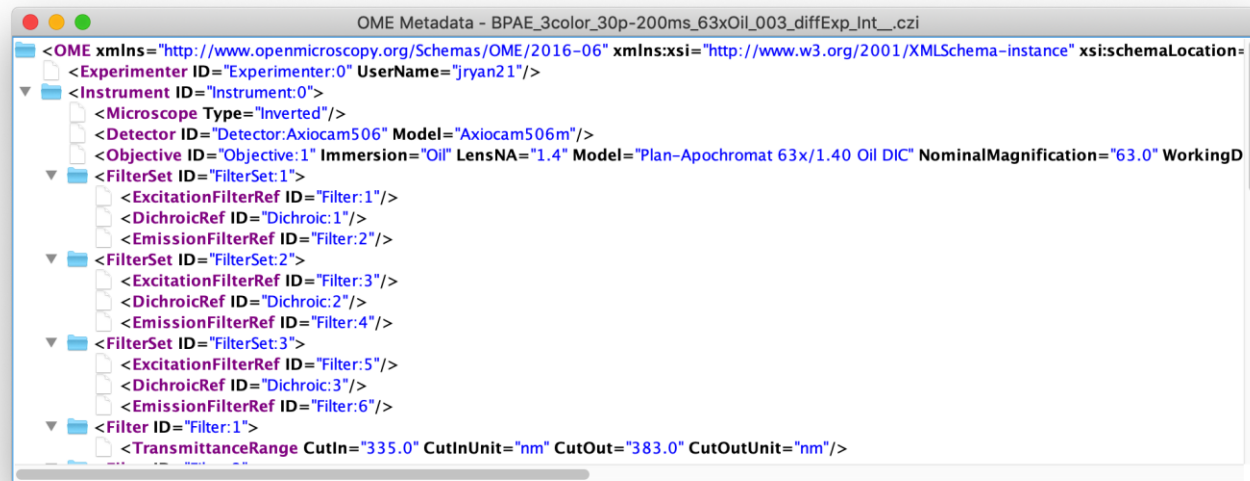 OME Metadata - BPAE_3color_30p-200ms_63xOil_003_diffExp_Int__.czi
<OME xmlns="http://www.openmicroscopy.org/Schemas/OME/2016-06" xmlns:xsi="http://www.w3.org/2001/XMLSchema-instance" xsi:schemaLocation=
<Experimenter ID="Experimenter:0" UserName="jryan21"/>
<Instrument ID="Instrument:0">
<Microscope Type="Inverted"/>
<Detector ID="Detector:Axiocam506" Model="Axiocam506m"/>
<Objective ID="Objective:1" Immersion="Oil" LensNA="1.4" Model="Plan-Apochromat 63x/1.40 Oil DIC" NominalMagnification="63.0" WorkingD
<FilterSet ID="FilterSet:1">
<ExcitationFilterRef ID="Filter:1"/>
<DichroicRef ID="Dichroic:1"/>
<EmissionFilterRef ID="Filter:2"/>
<FilterSet ID="FilterSet:2">
<ExcitationFilterRef ID="Filter:3"/>
<DichroicRef ID="Dichroic:2"/>
<EmissionFilterRef ID="Filter:4"/>
<FilterSet ID="FilterSet:3">
<ExcitationFilterRef ID="Filter:5"/>
<DichroicRef ID="Dichroic:3"/>
<EmissionFilterRef ID="Filter:6"/>
<Filter ID="Filter:1">
<TransmittanceRange CutIn="335.0" CutInUnit="nm" CutOut="383.0" CutOutUnit="nm"/>